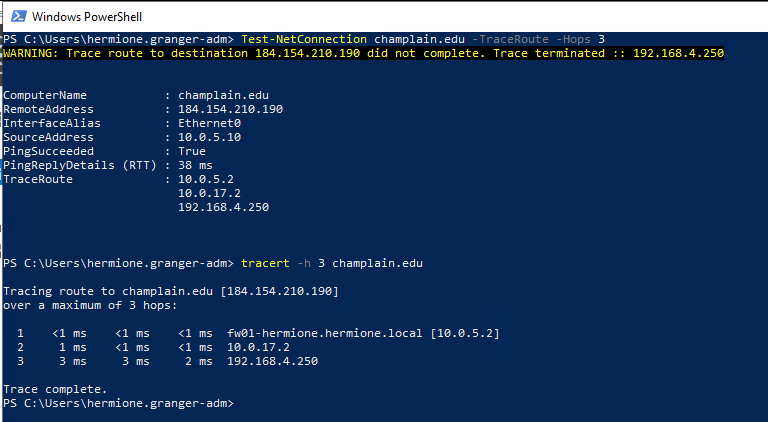 Windows PowerShell
PS C:\Users\hermione.granger-adm> Test-NetConnection champlain.edu -TraceRoute -Hops 3
WARNING: Trace route to destination 184.154.210.190 did not complete. Trace terminated :: 192.168.4.250
ComputerName           : champlain.edu
RemoteAddress          : 184.154.210.190
InterfaceAlias         : Ethernet0
SourceAddress          : 10.0.5.10
PingSucceeded          : True
PingReplyDetails (RTT) : 38 ms
TraceRoute             : 10.0.5.2
                         10.0.17.2
                         192.168.4.250
PS C:\Users\hermione.granger-adm> tracert -h 3 champlain.edu
Tracing route to champlain.edu [184.154.210.190]
over a maximum of 3 hops:
  1    <1 ms    <1 ms    <1 ms  fw01-hermione.hermione.local [10.0.5.2]
  2     1 ms    <1 ms    <1 ms  10.0.17.2
  3     3 ms     3 ms     2 ms  192.168.4.250
Trace complete.
PS C:\Users\hermione.granger-adm>